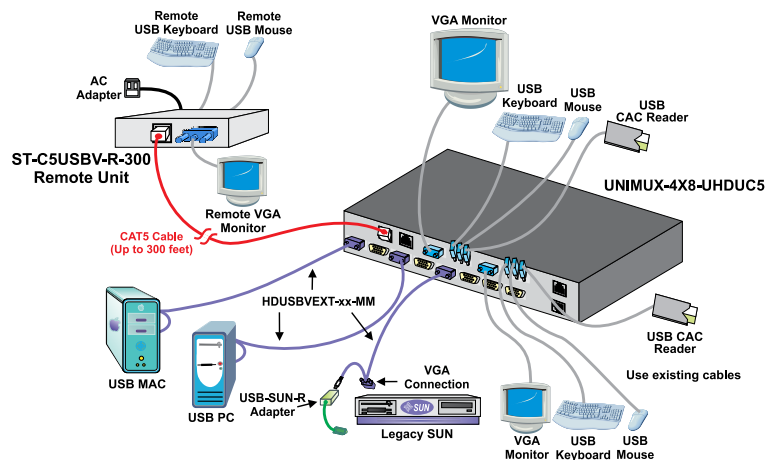 Remote
USB Keyboard
Remote
USB Mouse
VGA Monitor
AC
Adapter
USB
Keyboard
USB
Mouse
USB
CAC Reader
ST-C5USBV-R-300
Remote Unit
UNIMUX-4X8-UHDUC5
Remote VGA
Monitor
CAT5 Cable
(Up to 300 feet)
HDUSBVEXT-xx-MM
USB CAC
Reader
USB MAC
USB PC
USB-SUN-R
Adapter
VGA
Connection
Use existing cables
SUN
Legacy SUN
VGA
Monitor
USB
Keyboard
USB
Mouse